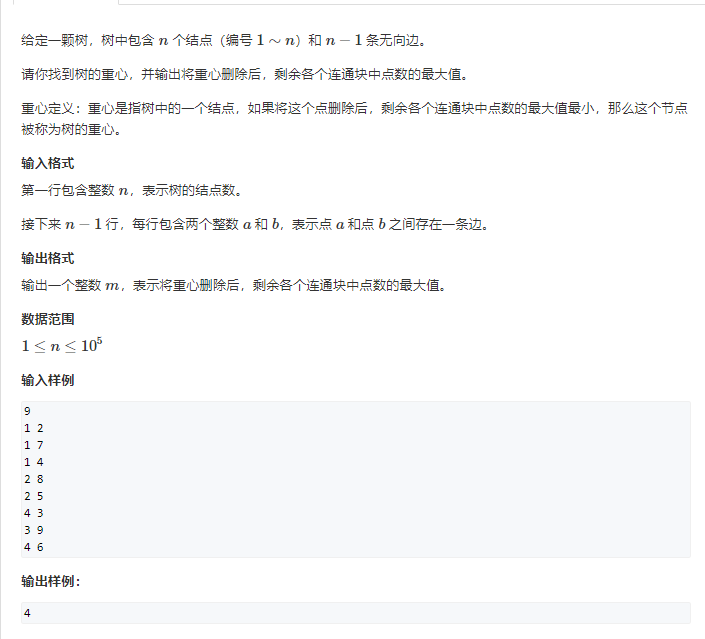 给定一颗树，树中包含 n 个结点（编号 1 ∼ n）和 n − 1 条无向边。
请你找到树的重心，并输出将重心删除后，剩余各个连通块中点数的最大值。
重心定义：重心是指树中的一个结点，如果将这个点删除后，剩余各个连通块中点数的最大值最小，那么这个节点
被称为树的重心。
输入格式
第一行包含整数 n，表示树的结点数。
接下来 n − 1 行，每行包含两个整数 a 和 b，表示点 a 和点 b 之间存在一条边。
输出格式
输出一个整数 m，表示将重心删除后，剩余各个连通块中点数的最大值。
数据范围
1 ≤ n ≤ 10⁵
输入样例
9
1 2
1 7
1 4
2 8
2 5
4 3
3 9
4 6
输出样例：
4